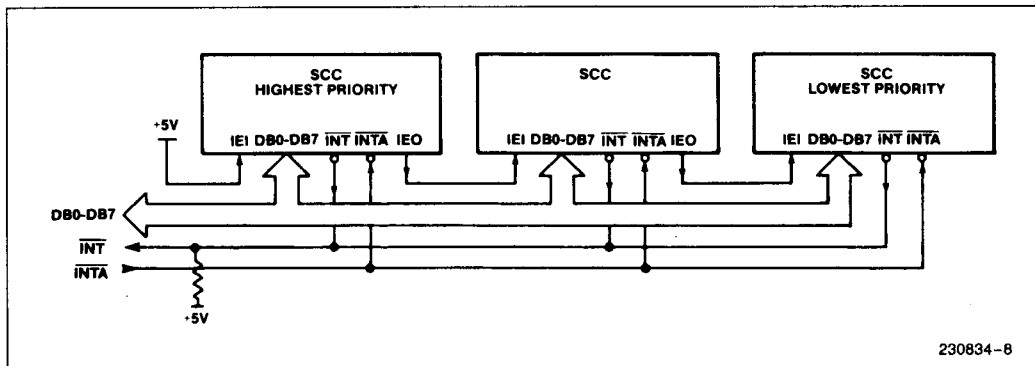 SCC
HIGHEST PRIORITY
SCC
SCC
LOWEST PRIORITY
+5V
IEI DB0-DB7 INT INTA IEO
IEI DB0-DB7 INT INTA IEO
IEI DB0-DB7 INT INTA
DB0-DB7
INT
INTA
+5V
230834-8